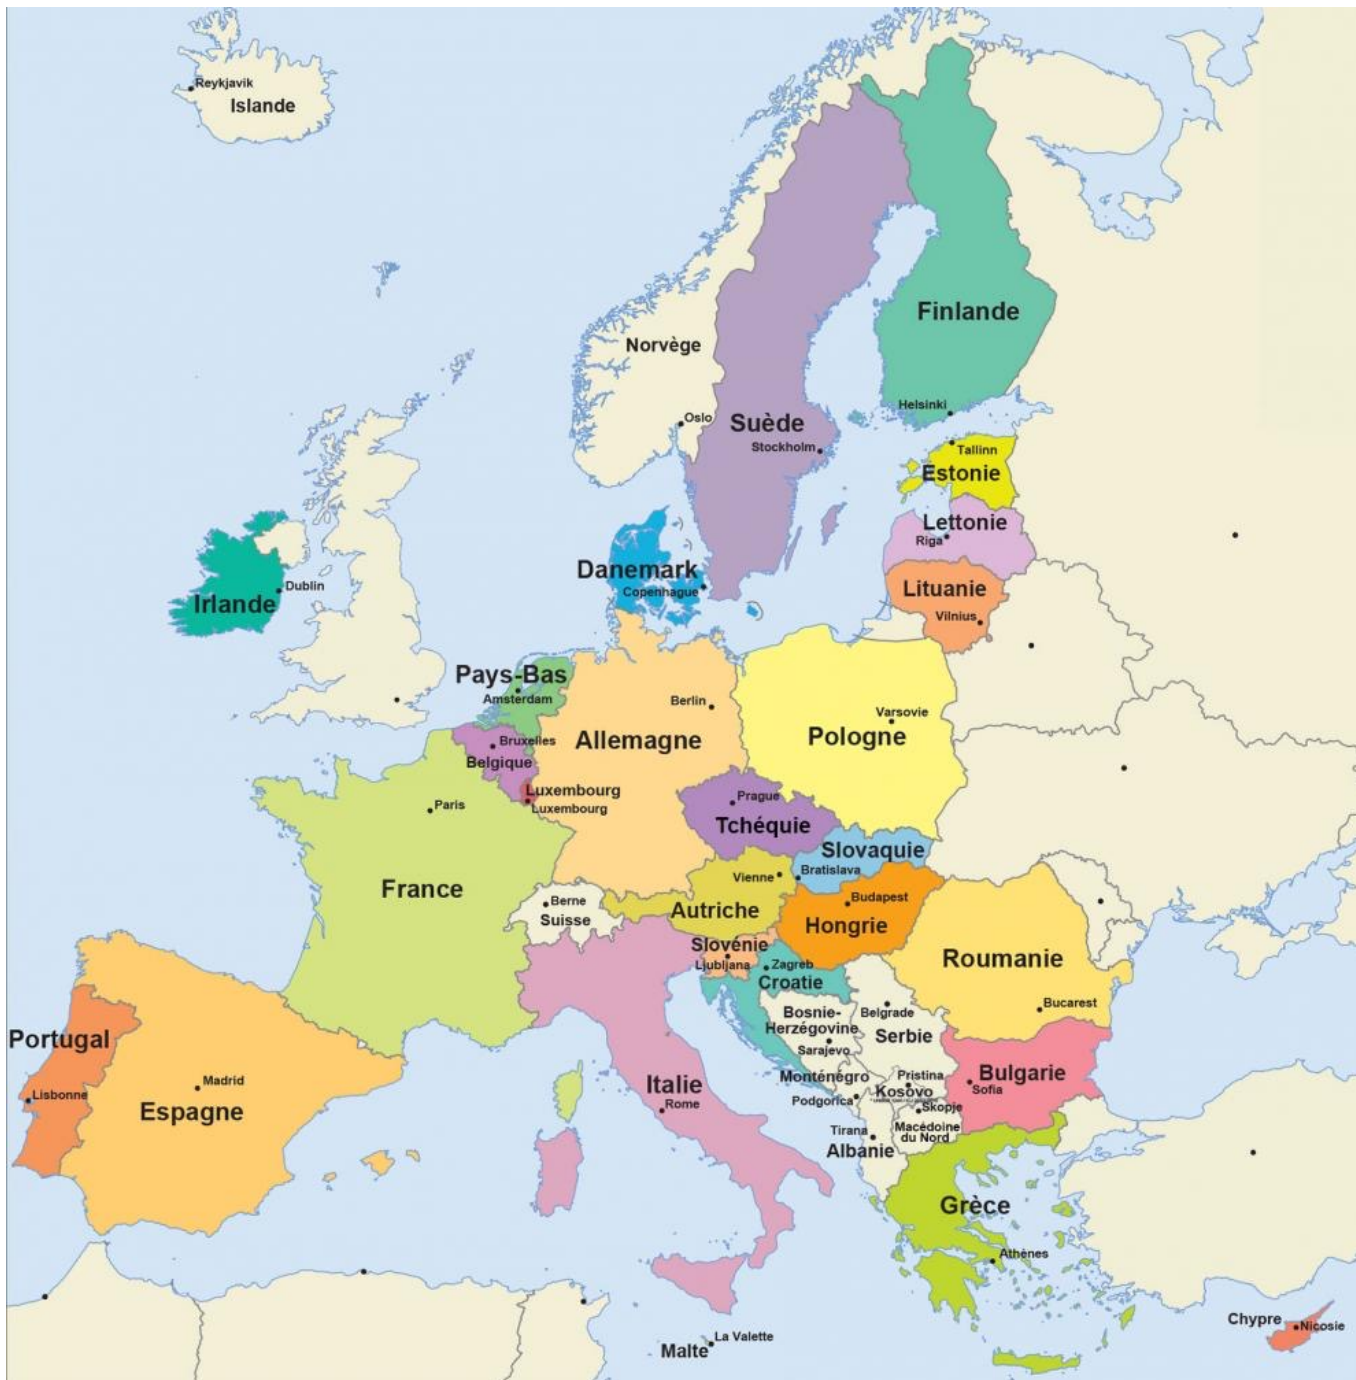 Reykjavik
Islande
Finlande
Norvège
Helsinki
Oslo
Suède
Stockholm
Tallinn
Estonie
Lettonie
Riga
Danemark
Copenhague
Dublin
Irlande
Lituanie
Vilnius
Pays-Bas
Amsterdam
Berlin
Varsovie
Pologne
Allemagne
Bruxelles
Belgique
Luxembourg
Luxembourg
Paris
Prague
Tchéquie
Slovaquie
Bratislava
Vienne
France
Berne
Suisse
Autriche
Budapest
Hongrie
Slovénie
Ljubljana
Zagreb
Croatie
Roumanie
Bucarest
Bosnie-
Herzégovine
Sarajevo
Belgrade
Serbie
Portugal
Lisbonne
Madrid
Espagne
Italie
Rome
Monténégro
Podgorica
Pristina
Kosovo
Bulgarie
Sofia
Skopje
Macédoine
du Nord
Tirana
Albanie
Grèce
Athènes
La Valette
Malte
Chypre
Nicosie